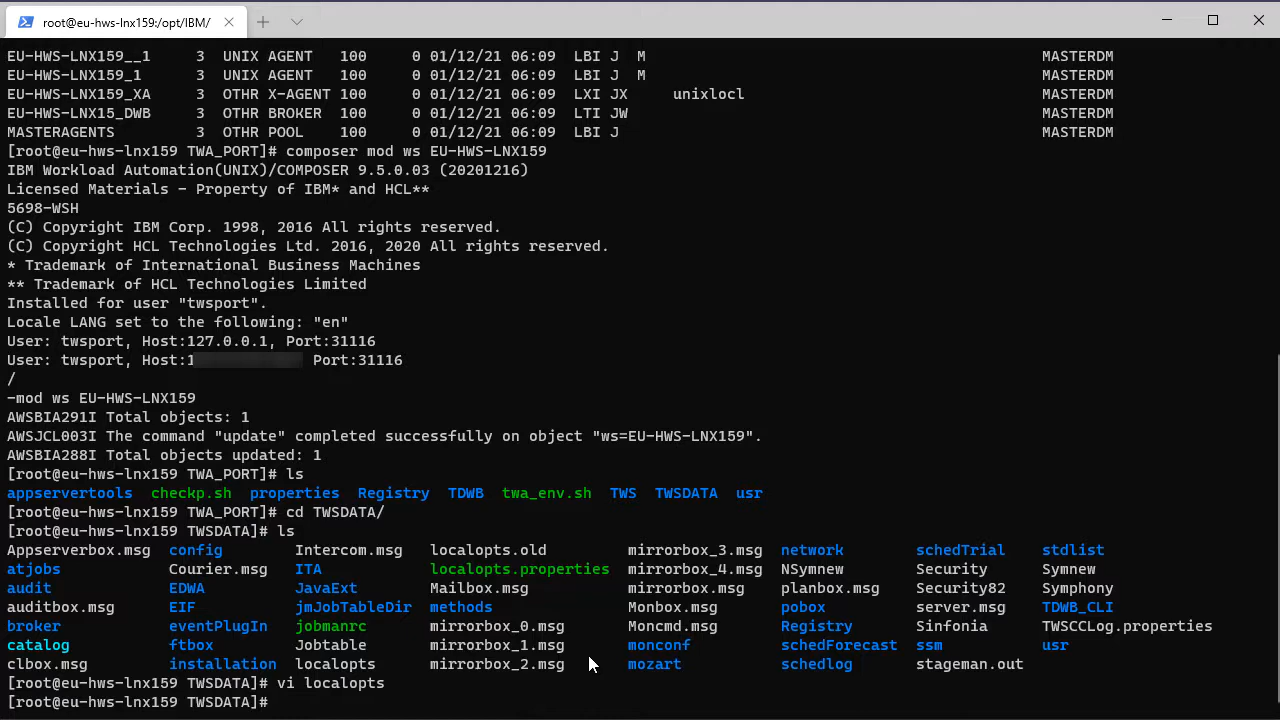 root@eu-hws-lnx159:/opt/IBM/
EU-HWS-LNX159__1 3 UNIX AGENT 100 0 01/12/21 06:09 LBI J M MASTERDM
EU-HWS-LNX159_1 3 UNIX AGENT 100 0 01/12/21 06:09 LBI J M MASTERDM
EU-HWS-LNX159_XA 3 OTHR X-AGENT 100 0 01/12/21 06:09 LXI JX unixlocl MASTERDM
EU-HWS-LNX15_DWB 3 OTHR BROKER 100 0 01/12/21 06:09 LTI JW MASTERDM
MASTERAGENTS 3 OTHR POOL 100 0 01/12/21 06:09 LBI J MASTERDM
[root@eu-hws-lnx159 TWA_PORT]# composer mod ws EU-HWS-LNX159
IBM Workload Automation(UNIX)/COMPOSER 9.5.0.03 (20201216)
Licensed Materials - Property of IBM* and HCL**
5698-WSH
(C) Copyright IBM Corp. 1998, 2016 All rights reserved.
(C) Copyright HCL Technologies Ltd. 2016, 2020 All rights reserved.
* Trademark of International Business Machines
** Trademark of HCL Technologies Limited
Installed for user "twsport".
Locale LANG set to the following: "en"
User: twsport, Host:127.0.0.1, Port:31116
User: twsport, Host:1 Port:31116
/
-mod ws EU-HWS-LNX159
AWSBIA291I Total objects: 1
AWSJCL003I The command "update" completed successfully on object "ws=EU-HWS-LNX159".
AWSBIA288I Total objects updated: 1
[root@eu-hws-lnx159 TWA_PORT]# ls
appservertools checkp.sh properties Registry TDWB twa_env.sh TWS TWSDATA usr
[root@eu-hws-lnx159 TWA_PORT]# cd TWSDATA/
[root@eu-hws-lnx159 TWSDATA]# ls
Appserverbox.msg config Intercom.msg localopts.old mirrorbox_3.msg network schedTrial stdlist
atjobs Courier.msg ITA localopts.properties mirrorbox_4.msg NSymnew Security Symnew
audit EDWA JavaExt Mailbox.msg mirrorbox.msg planbox.msg Security82 Symphony
auditbox.msg EIF jmJobTableDir methods Monbox.msg pobox server.msg TDWB_CLI
broker eventPlugIn jobmanrc mirrorbox_0.msg Moncmd.msg Registry Sinfonia TWSCCLog.properties
catalog ftbox Jobtable mirrorbox_1.msg monconf schedForecast ssm usr
clbox.msg installation localopts mirrorbox_2.msg mozart schedlog stageman.out
[root@eu-hws-lnx159 TWSDATA]# vi localopts
[root@eu-hws-lnx159 TWSDATA]#